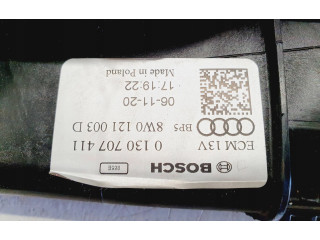 Made in Poland
17:19:22
06-11-20
BP5 8W0 121 003 D
ECM 13V
0 130 707 411
BOSCH